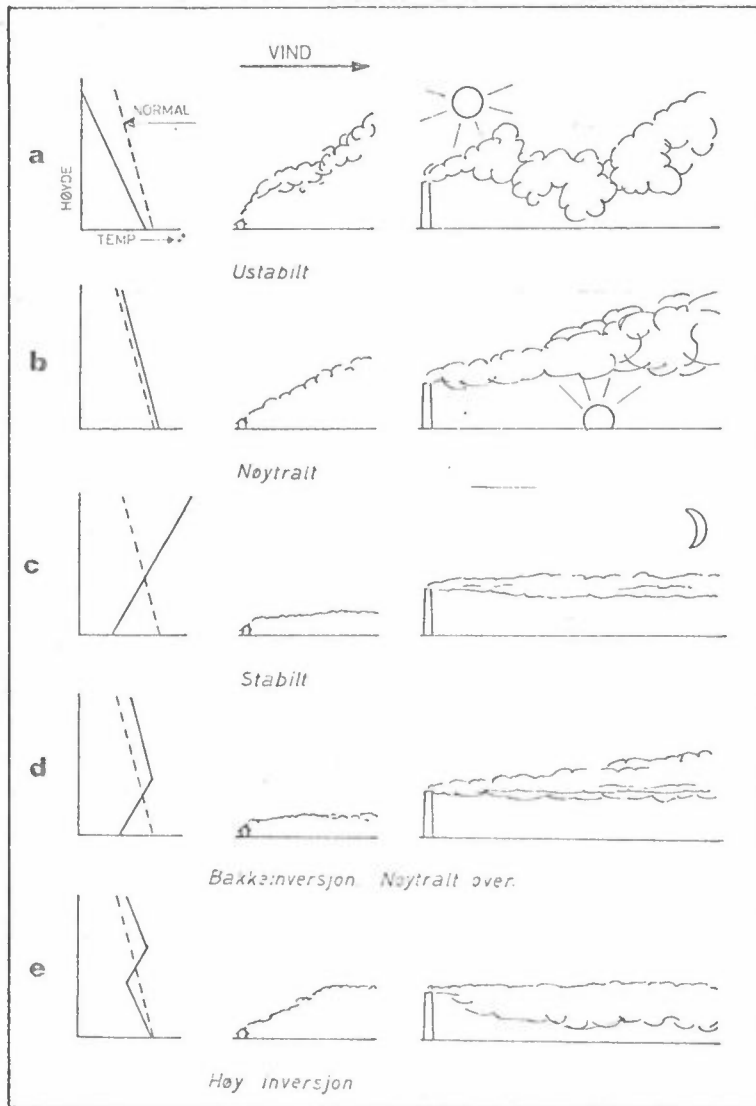 VIND
NORMAL
a
HØYDE
TEMP
Ustabilt
b
Nøytralt
c
Stabilt
d
Bakkeinversjon Nøytralt over.
e
Høy inversjon